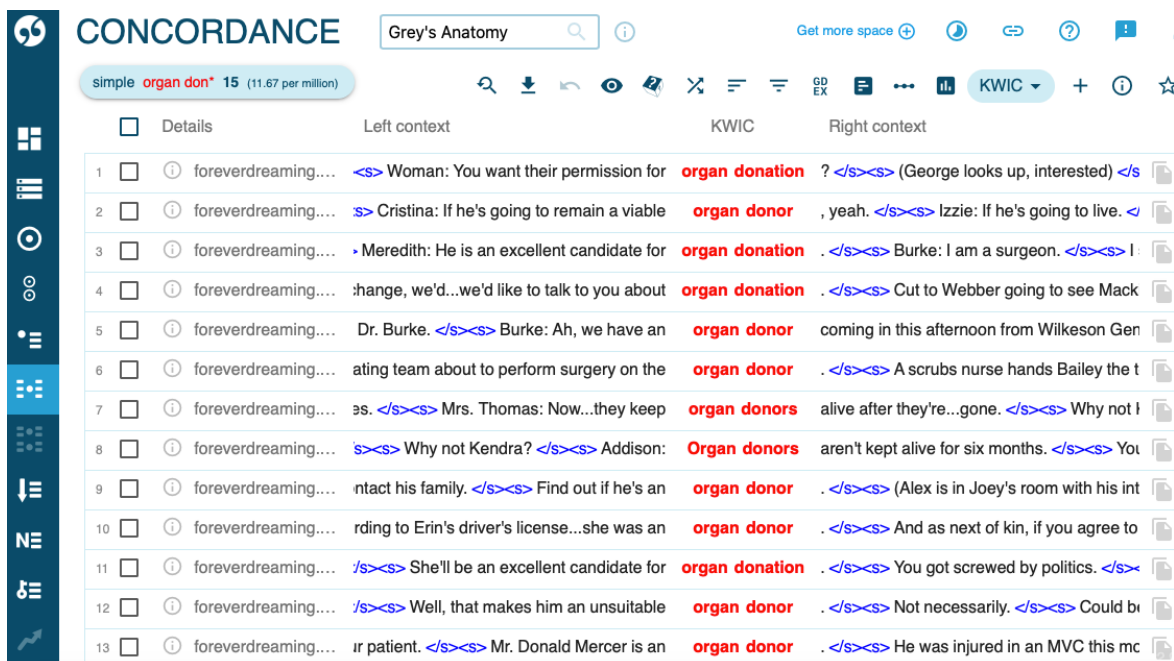 CONCORDANCE Grey's Anatomy Get more space
simple organ don* 15 (11.67 per million) GD EX KWIC
Details Left context KWIC Right context
1 foreverdreaming.... <s> Woman: You want their permission for organ donation ? </s><s> (George looks up, interested) </s
2 foreverdreaming.... s> Cristina: If he's going to remain a viable organ donor , yeah. </s><s> Izzie: If he's going to live. </
3 foreverdreaming.... > Meredith: He is an excellent candidate for organ donation . </s><s> Burke: I am a surgeon. </s><s> I
4 foreverdreaming.... change, we'd...we'd like to talk to you about organ donation . </s><s> Cut to Webber going to see Mack
5 foreverdreaming.... Dr. Burke. </s><s> Burke: Ah, we have an organ donor coming in this afternoon from Wilkeson Gen
6 foreverdreaming.... ating team about to perform surgery on the organ donor . </s><s> A scrubs nurse hands Bailey the t
7 foreverdreaming.... es. </s><s> Mrs. Thomas: Now...they keep organ donors alive after they're...gone. </s><s> Why not
8 foreverdreaming.... s><s> Why not Kendra? </s><s> Addison: Organ donors aren't kept alive for six months. </s><s> You
9 foreverdreaming.... ntact his family. </s><s> Find out if he's an organ donor . </s><s> (Alex is in Joey's room with his int
10 foreverdreaming.... rding to Erin's driver's license...she was an organ donor . </s><s> And as next of kin, if you agree to
11 foreverdreaming.... /s><s> She'll be an excellent candidate for organ donation . </s><s> You got screwed by politics. </s><
12 foreverdreaming.... /s><s> Well, that makes him an unsuitable organ donor . </s><s> Not necessarily. </s><s> Could be
13 foreverdreaming.... ur patient. </s><s> Mr. Donald Mercer is an organ donor . </s><s> He was injured in an MVC this mo